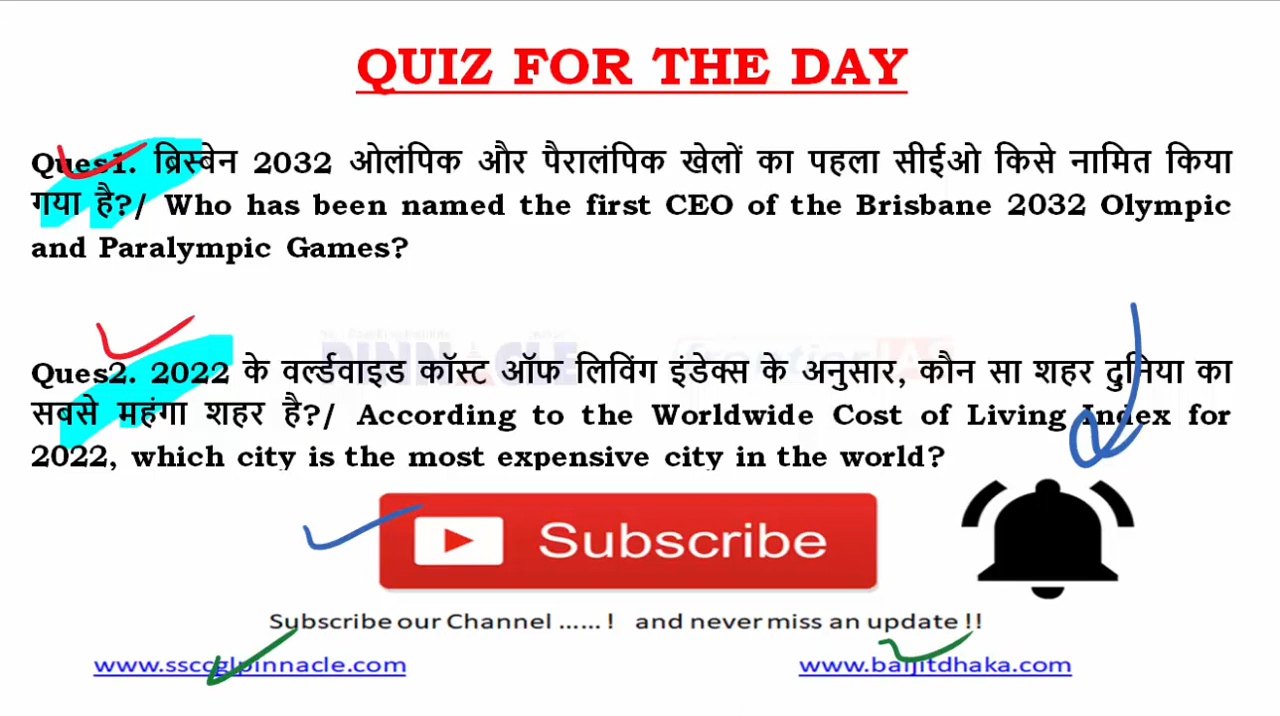 QUIZ FOR THE DAY
Ques1. ब्रिस्बेन 2032 ओलंपिक और पैरालंपिक खेलों का पहला सीईओ किसे नामित किया
गया है?/ Who has been named the first CEO of the Brisbane 2032 Olympic
and Paralympic Games?
PINNACLE
Ques2. 2022 के वर्ल्डवाइड कॉस्ट ऑफ लिविंग इंडेक्स के अनुसार, कौन सा शहर दुनिया का
सबसे महंगा शहर है?/ According to the Worldwide Cost of Living Index for
2022, which city is the most expensive city in the world?
Subscribe
Subscribe our Channel ......! and never miss an update !!
www.ssccglpinnacle.com www.baljitdhaka.com